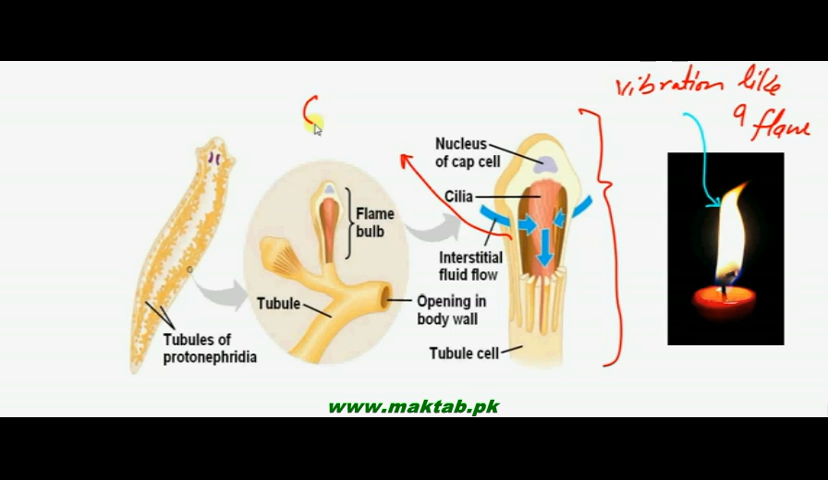 vibration like
a flame
Nucleus
of cap cell
Cilia
Flame
bulb
Interstitial
fluid flow
Tubule
Opening in
body wall
Tubules of
protonephridia
Tubule cell
www.maktab.pk